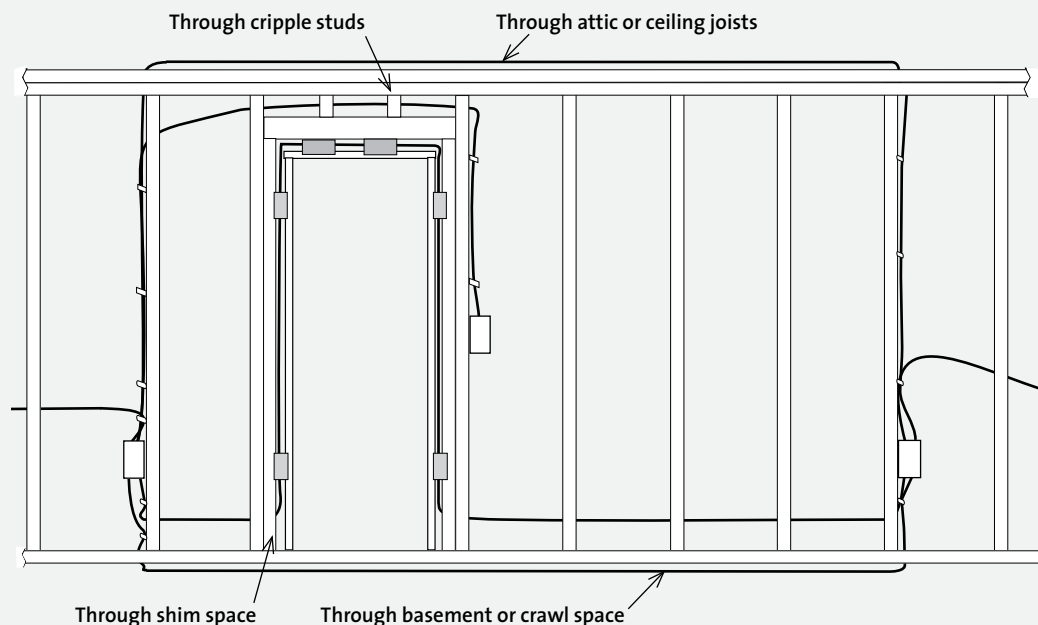 Through cripple studs
Through attic or ceiling joists
Through shim space
Through basement or crawl space